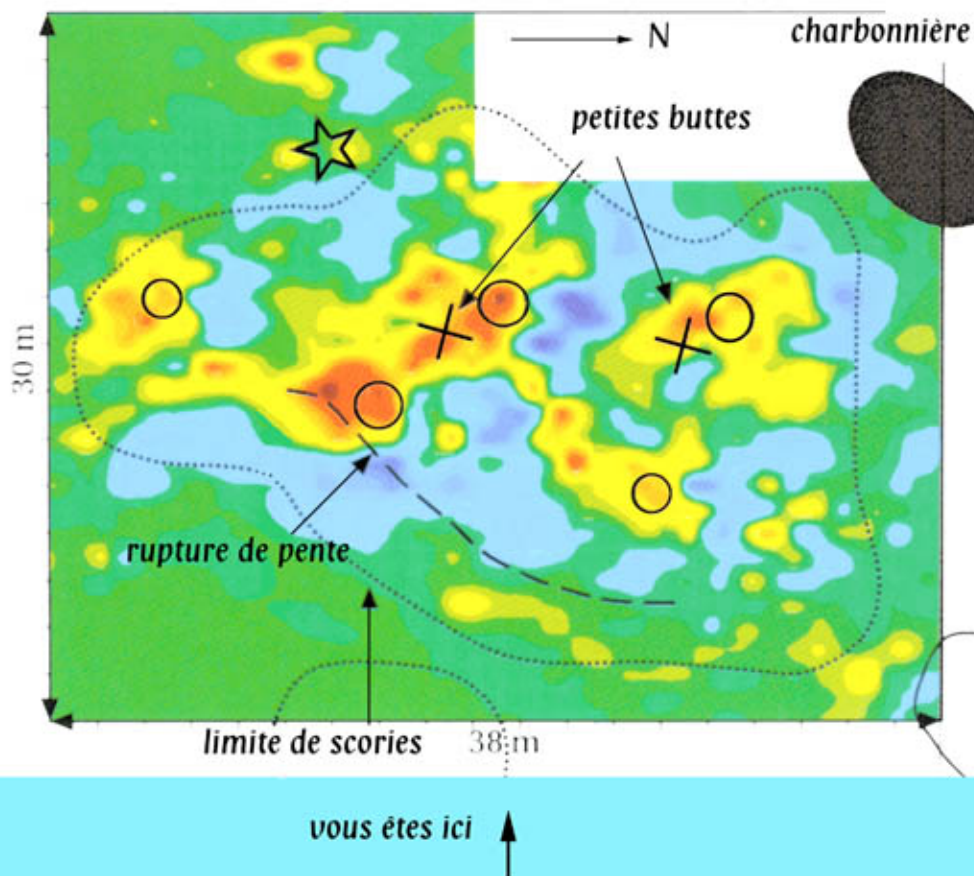 N
charbonnière
petites buttes
30 m
rupture de pente
limite de scories
38 m
vous êtes ici